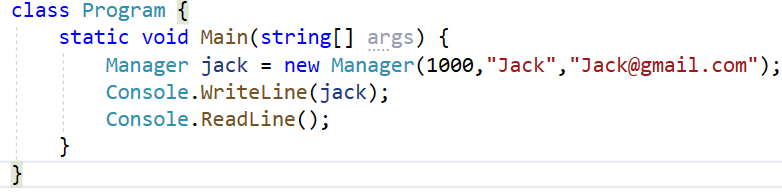 class Program {
static void Main(string[] args) {
Manager jack = new Manager(1000,"Jack","Jack@gmail.com");
Console.WriteLine(jack);
Console.ReadLine();
}
}